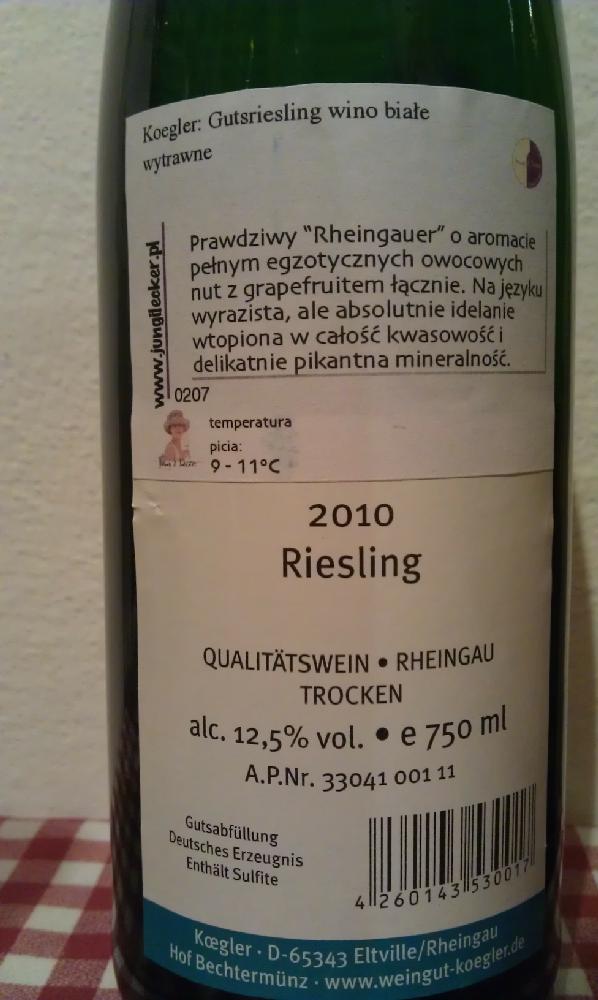 Koegler: Gutsriesling wino białe
wytrawne
www.jungilecker.pl
Prawdziwy "Rheingauer" o aromacie
pełnym egzotycznych owocowych
nut z grapefruitem łącznie. Na języku
wyrazista, ale absolutnie idelanie
wtopiona w całość kwasowość i
delikatnie pikantna mineralność.
0207
temperatura
picia:
9 - 11°C
2010
Riesling
QUALITÄTSWEIN • RHEINGAU
TROCKEN
alc. 12,5% vol. • e 750 ml
A.P.Nr. 33041 001 11
Gutsabfüllung
Deutsches Erzeugnis
Enthält Sulfite
4 260143 530017
Kœgler · D-65343 Eltville/Rheingau
Hof Bechtermünz · www.weingut-koegler.de